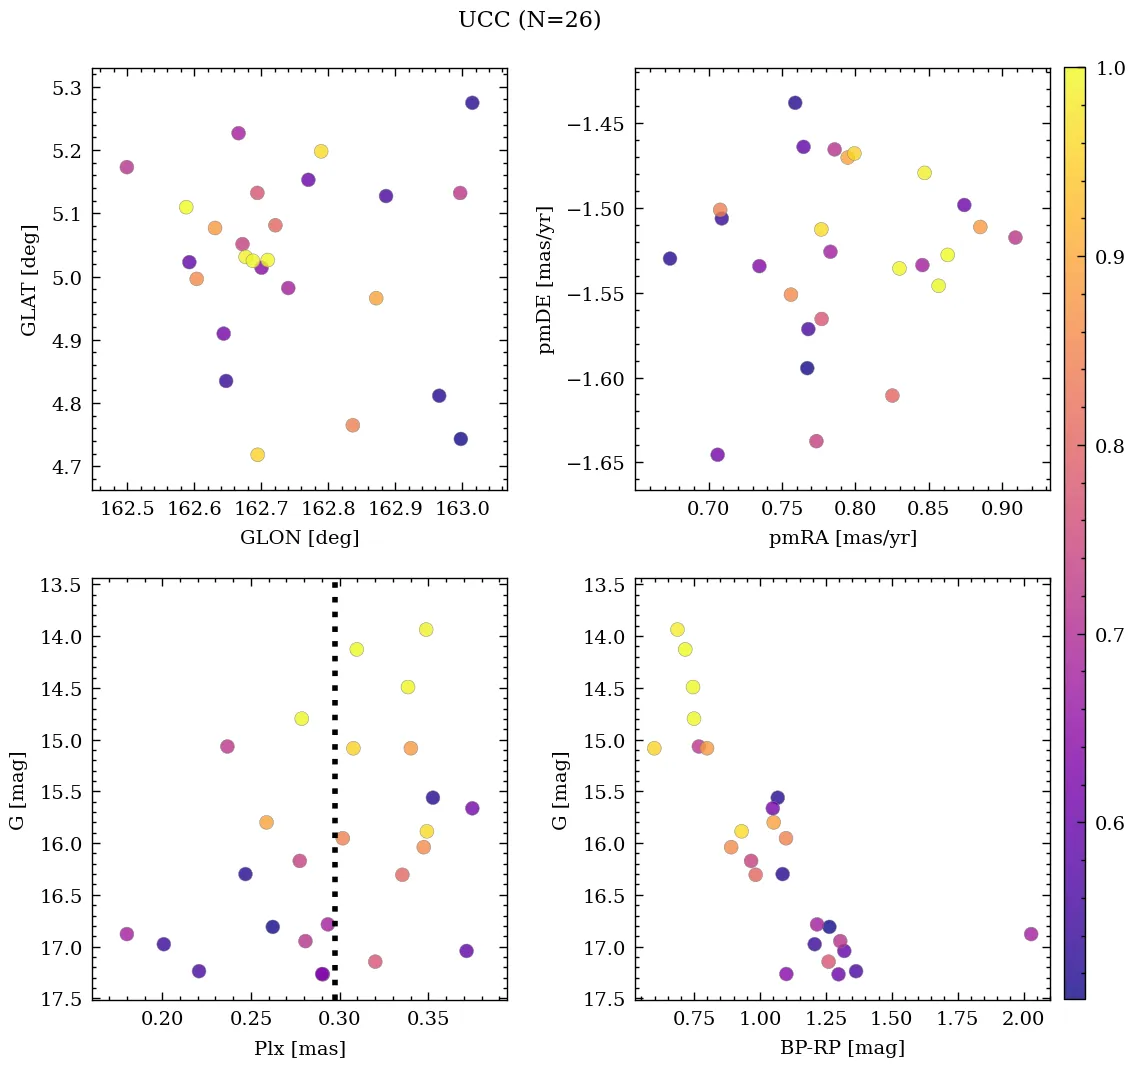 UCC (N=26)
5.3
5.2
5.1
5.0
4.9
4.8
4.7
GLAT [deg]
162.5 162.6 162.7 162.8 162.9 163.0
GLON [deg]
−1.45
−1.50
−1.55
−1.60
−1.65
pmDE [mas/yr]
0.70 0.75 0.80 0.85 0.90
pmRA [mas/yr]
13.5
14.0
14.5
15.0
15.5
16.0
16.5
17.0
17.5
G [mag]
0.20 0.25 0.30 0.35
Plx [mas]
13.5
14.0
14.5
15.0
15.5
16.0
16.5
17.0
17.5
G [mag]
0.75 1.00 1.25 1.50 1.75 2.00
BP-RP [mag]
1.0
0.9
0.8
0.7
0.6